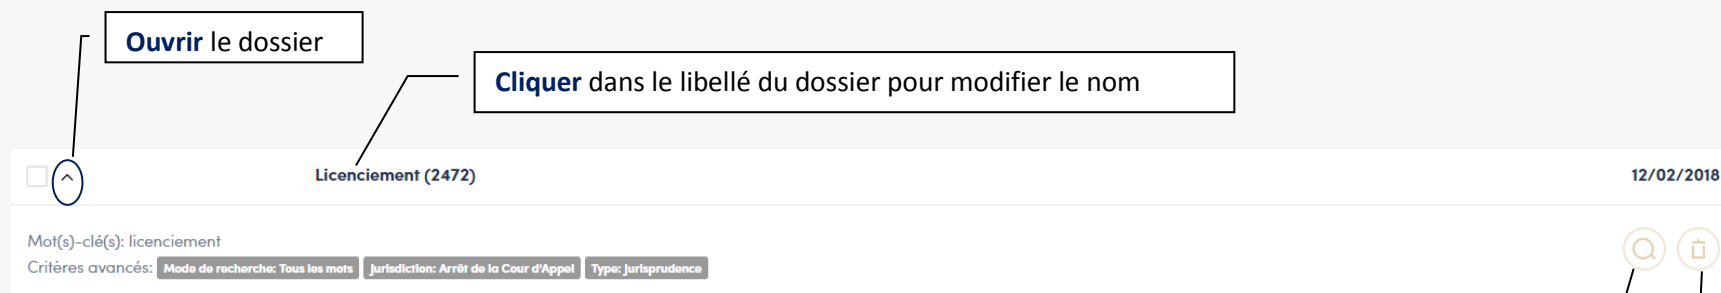 Ouvrir le dossier
Cliquer dans le libellé du dossier pour modifier le nom
Licenciement (2472) 12/02/2018
Mot(s)-clé(s): licenciement
Critères avancés: Mode de recherche: Tous les mots Jurisdiction: Arrêt de la Cour d'Appel Type: Jurisprudence